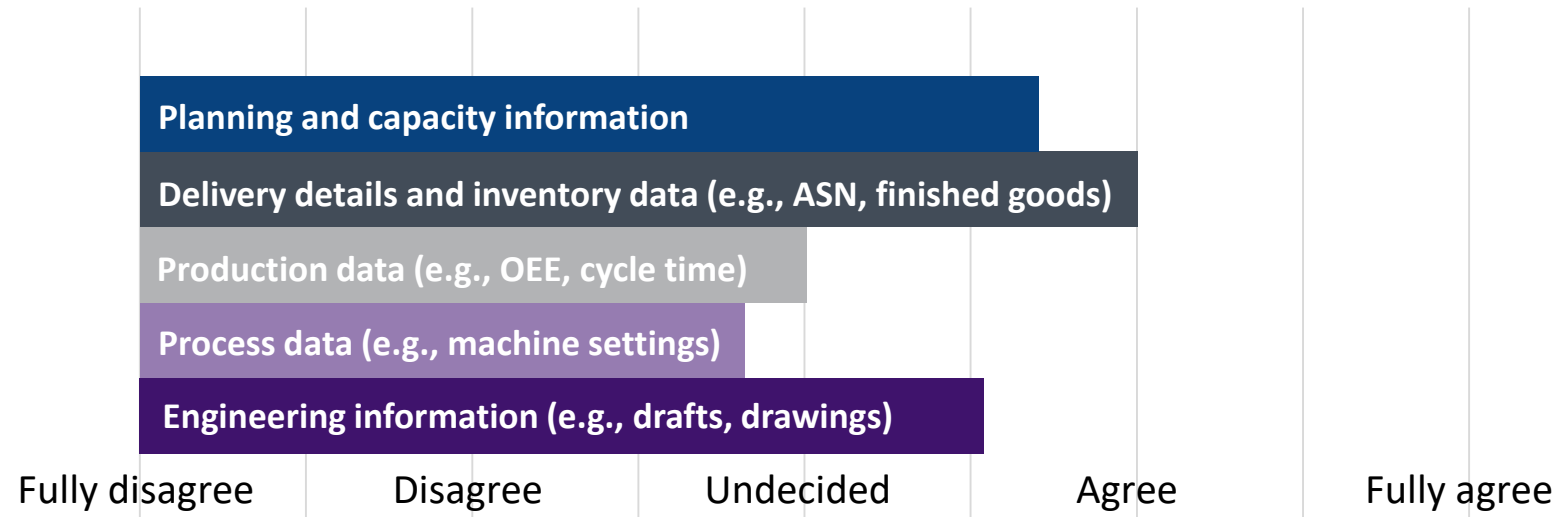 Planning and capacity information
Delivery details and inventory data (e.g., ASN, finished goods)
Production data (e.g., OEE, cycle time)
Process data (e.g., machine settings)
Engineering information (e.g., drafts, drawings)
Fully disagree Disagree Undecided Agree Fully agree